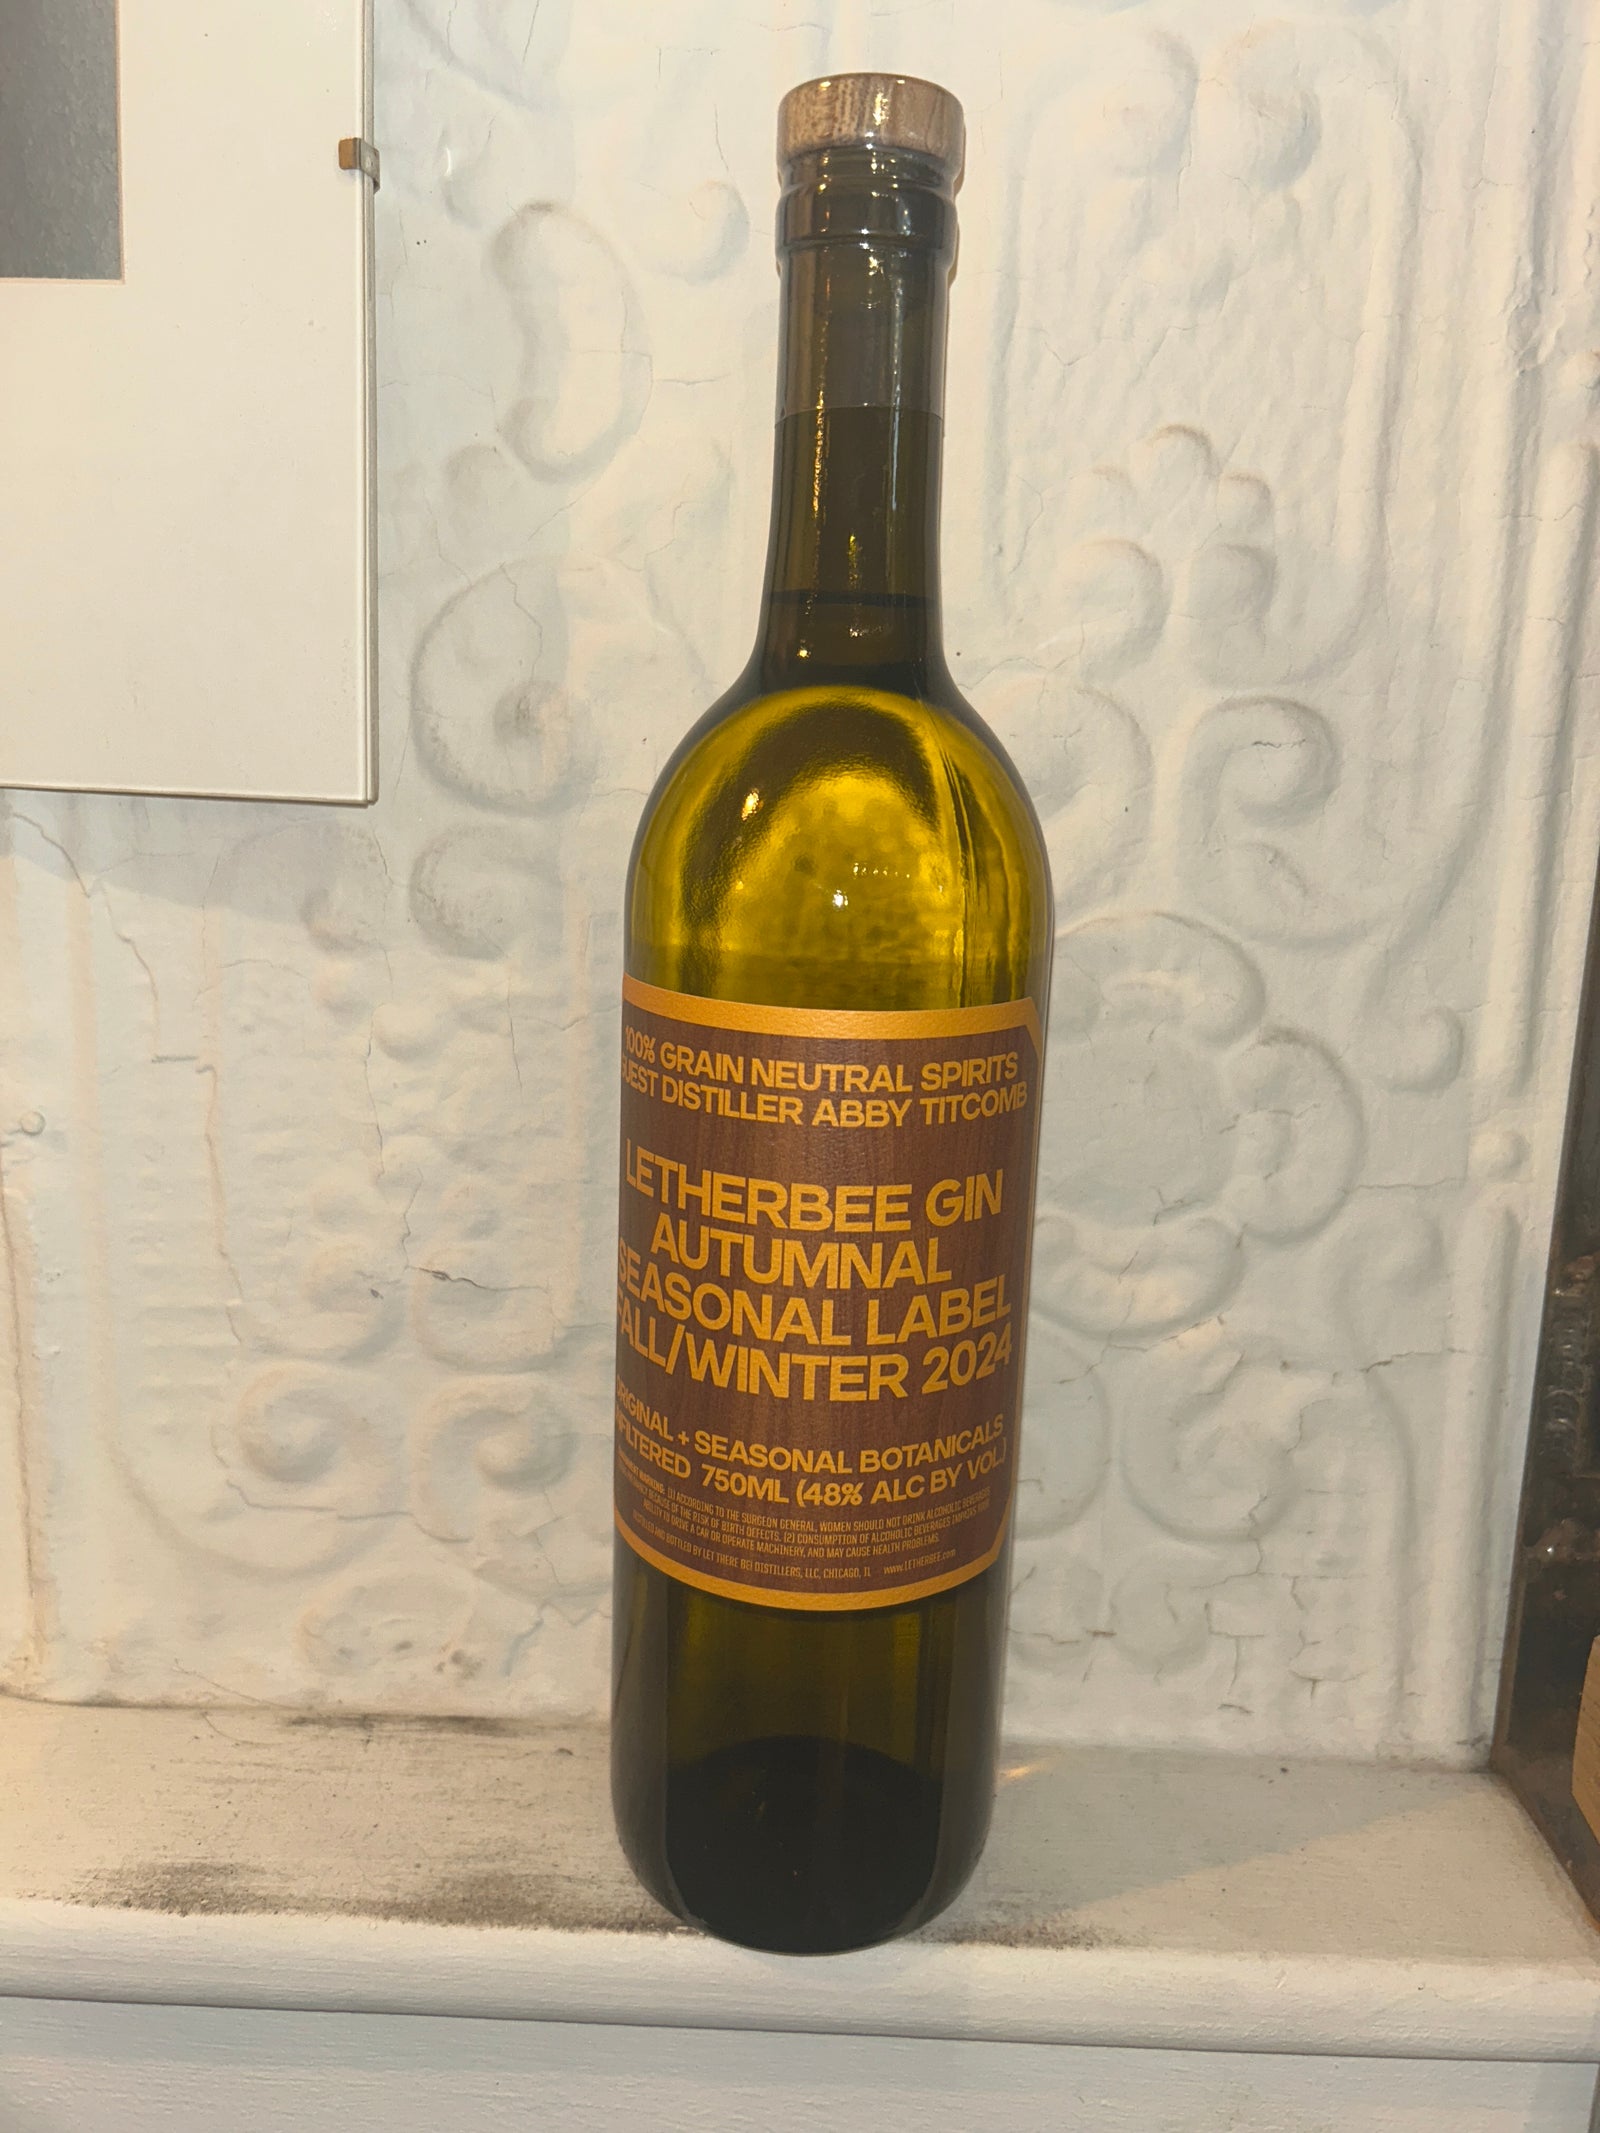 100% GRAIN NEUTRAL SPIRITS
GUEST DISTILLER ABBY TITCOMB
LETHERBEE GIN
AUTUMNAL
SEASONAL LABEL
FALL/WINTER 2024
ORIGINAL + SEASONAL BOTANICALS
UNFILTERED 750ML (48% ALC BY VOL)
GOVERNMENT WARNING: (1) ACCORDING TO THE SURGEON GENERAL, WOMEN SHOULD NOT DRINK ALCOHOLIC BEVERAGES
BECAUSE OF THE RISK OF BIRTH DEFECTS. (2) CONSUMPTION OF ALCOHOLIC BEVERAGES IMPAIRS YOUR
ABILITY TO DRIVE A CAR OR OPERATE MACHINERY, AND MAY CAUSE HEALTH PROBLEMS.
DISTILLED AND BOTTLED BY LET THERE BE! DISTILLERS, LLC, CHICAGO, IL www.LETHERBEE.com